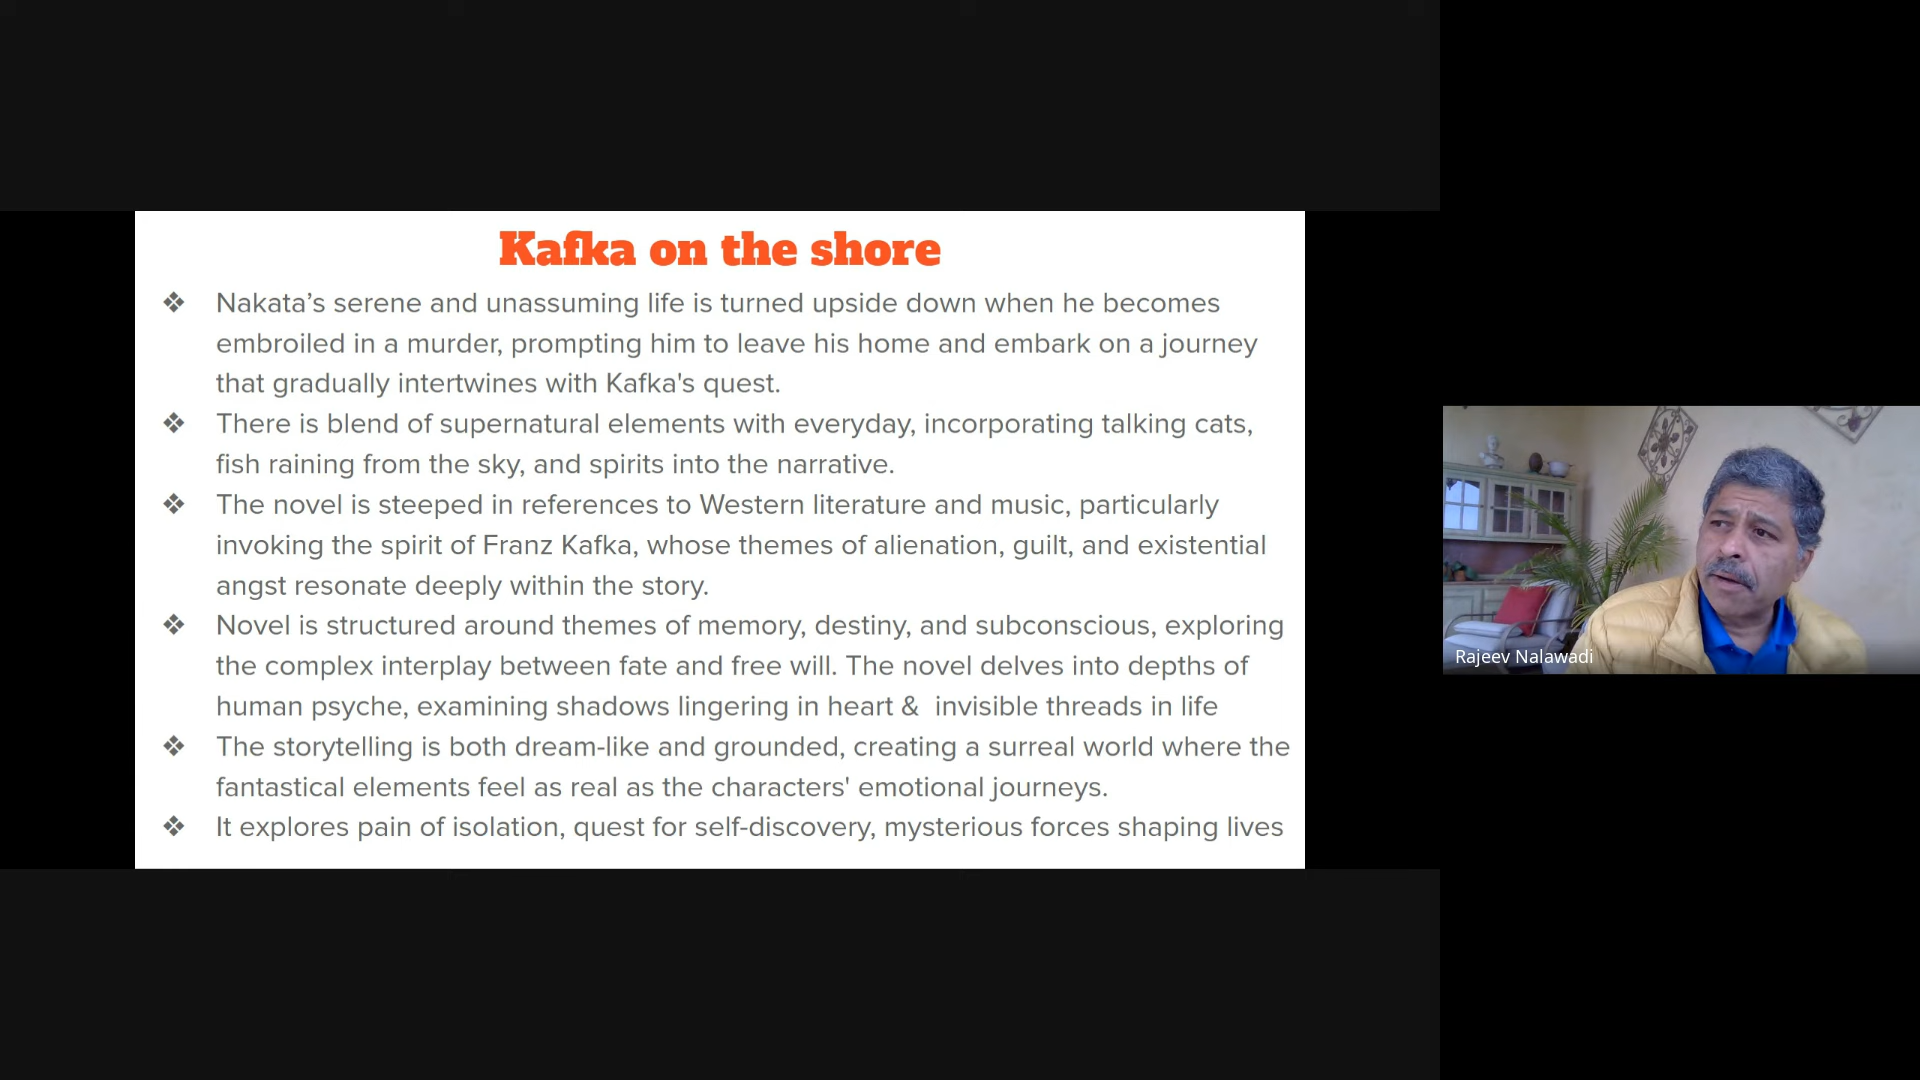 Kafka on the shore
❖ Nakata’s serene and unassuming life is turned upside down when he becomes
embroiled in a murder, prompting him to leave his home and embark on a journey
that gradually intertwines with Kafka's quest.
❖ There is blend of supernatural elements with everyday, incorporating talking cats,
fish raining from the sky, and spirits into the narrative.
❖ The novel is steeped in references to Western literature and music, particularly
invoking the spirit of Franz Kafka, whose themes of alienation, guilt, and existential
angst resonate deeply within the story.
❖ Novel is structured around themes of memory, destiny, and subconscious, exploring
the complex interplay between fate and free will. The novel delves into depths of
human psyche, examining shadows lingering in heart &  invisible threads in life
❖ The storytelling is both dream-like and grounded, creating a surreal world where the
fantastical elements feel as real as the characters' emotional journeys.
❖ It explores pain of isolation, quest for self-discovery, mysterious forces shaping lives
Rajeev Nalawadi